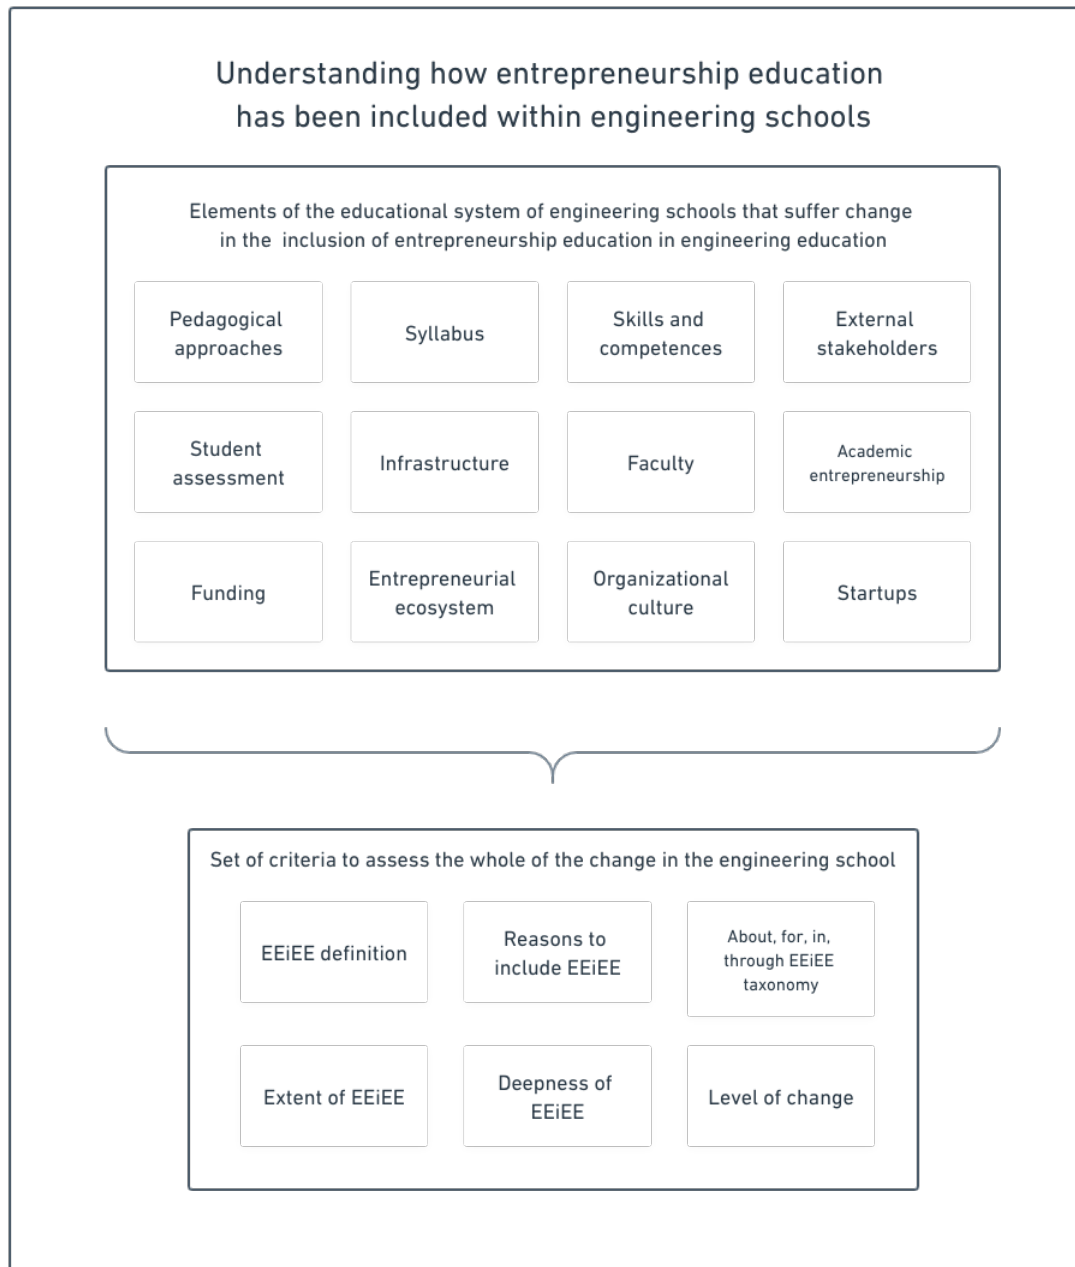 Understanding how entrepreneurship education
has been included within engineering schools
Elements of the educational system of engineering schools that suffer change
in the inclusion of entrepreneurship education in engineering education
Pedagogical
approaches
Syllabus
Skills and
competences
External
stakeholders
Student
assessment
Infrastructure
Faculty
Academic
entrepreneurship
Funding
Entrepreneurial
ecosystem
Organizational
culture
Startups
Set of criteria to assess the whole of the change in the engineering school
EEiEE definition
Reasons to
include EEiEE
About, for, in,
through EEiEE
taxonomy
Extent of EEiEE
Deepness of
EEiEE
Level of change